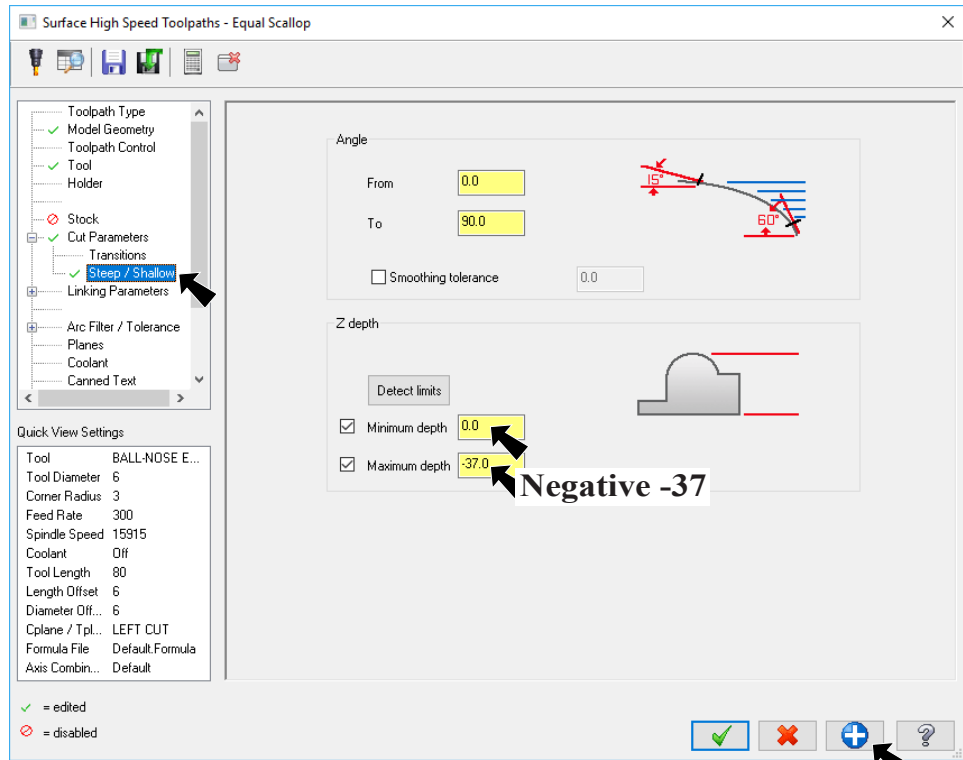 Surface High Speed Toolpaths - Equal Scallop
Toolpath Type
Model Geometry
Toolpath Control
Tool
Holder
Stock
Cut Parameters
Transitions
Steep / Shallow
Linking Parameters
Arc Filter / Tolerance
Planes
Coolant
Canned Text
Quick View Settings
Tool BALL-NOSE E...
Tool Diameter 6
Corner Radius 3
Feed Rate 300
Spindle Speed 15915
Coolant Off
Tool Length 80
Length Offset 6
Diameter Off... 6
Cplane / Tpl... LEFT CUT
Formula File Default.Formula
Axis Combin... Default
= edited
= disabled
Angle
From 0.0
To 90.0
15°
60°
Smoothing tolerance 0.0
Z depth
Detect limits
Minimum depth 0.0
Maximum depth -37.0
Negative -37